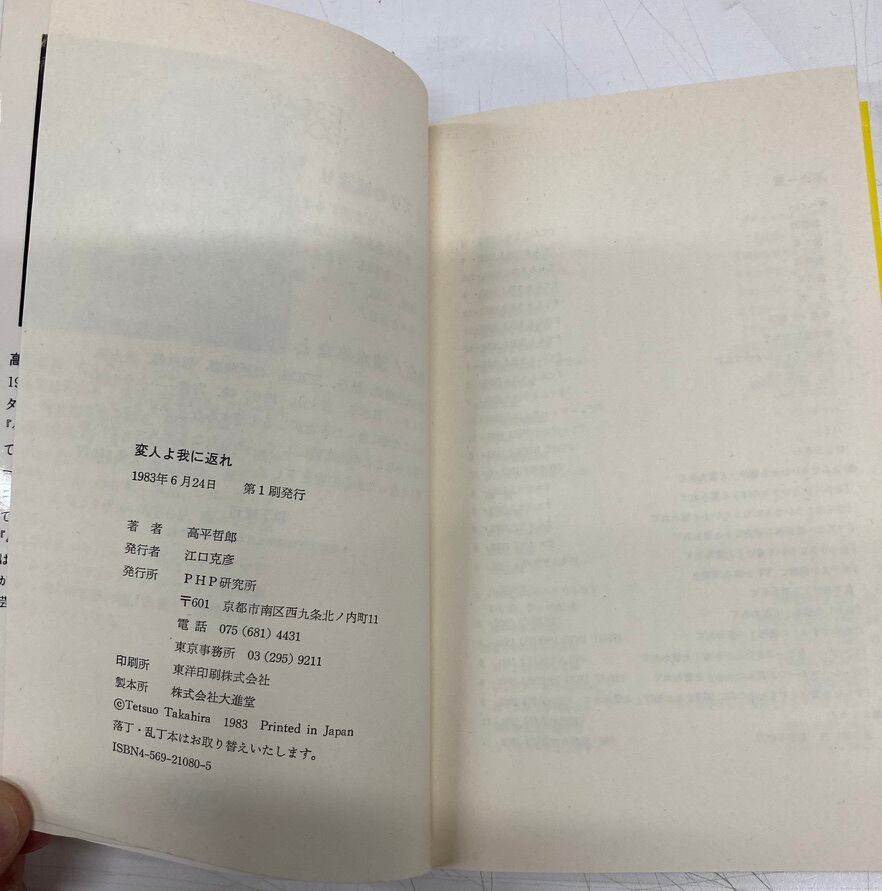 変人よ我に返れ
1983年6月24日　第1刷発行
著　者　高平哲郎
発行者　江口克彦
発行所　PHP研究所
〒601　京都市南区西九条北ノ内町11
電話　075(681)4431
東京事務所　03(295)9211
印刷所　東洋印刷株式会社
製本所　株式会社大進堂
©Tetsuo Takahira　1983　Printed in Japan
落丁・乱丁本はお取り替えいたします。
ISBN4-569-21080-5